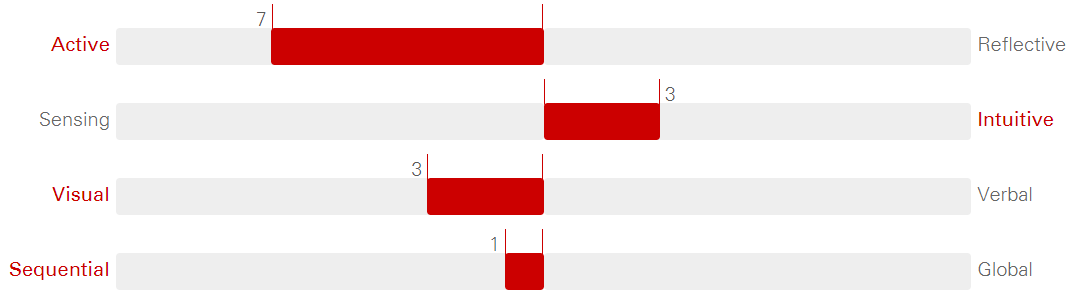 7
Active Reflective
3
Sensing Intuitive
3
Visual Verbal
1
Sequential Global